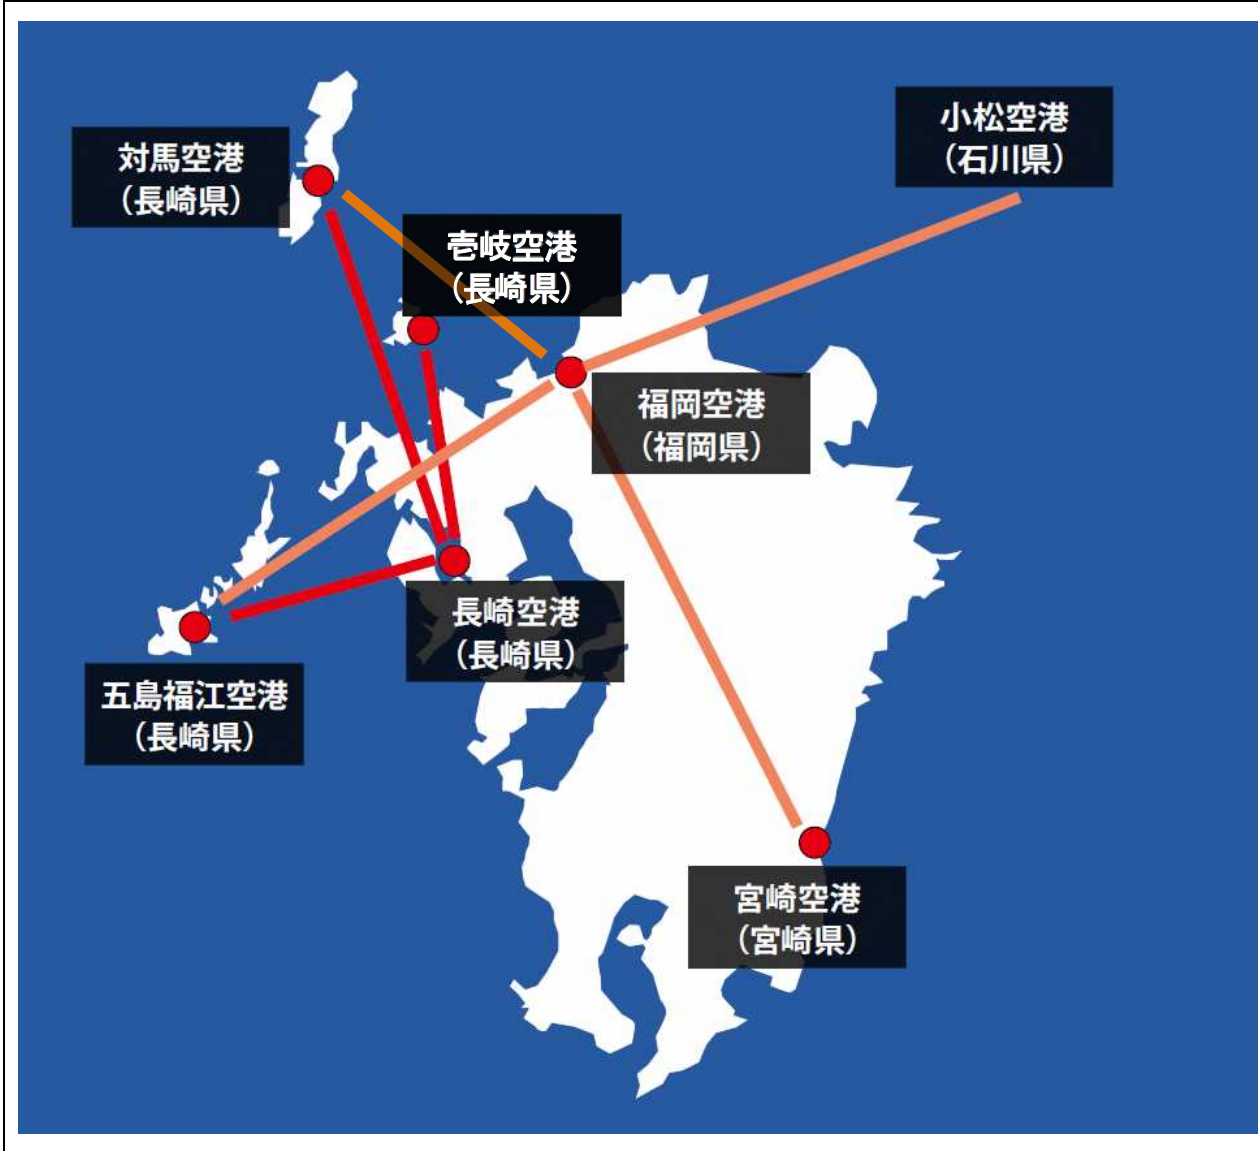 対馬空港
（長崎県）
小松空港
（石川県）
壱岐空港
（長崎県）
福岡空港
（福岡県）
長崎空港
（長崎県）
五島福江空港
（長崎県）
宮崎空港
（宮崎県）